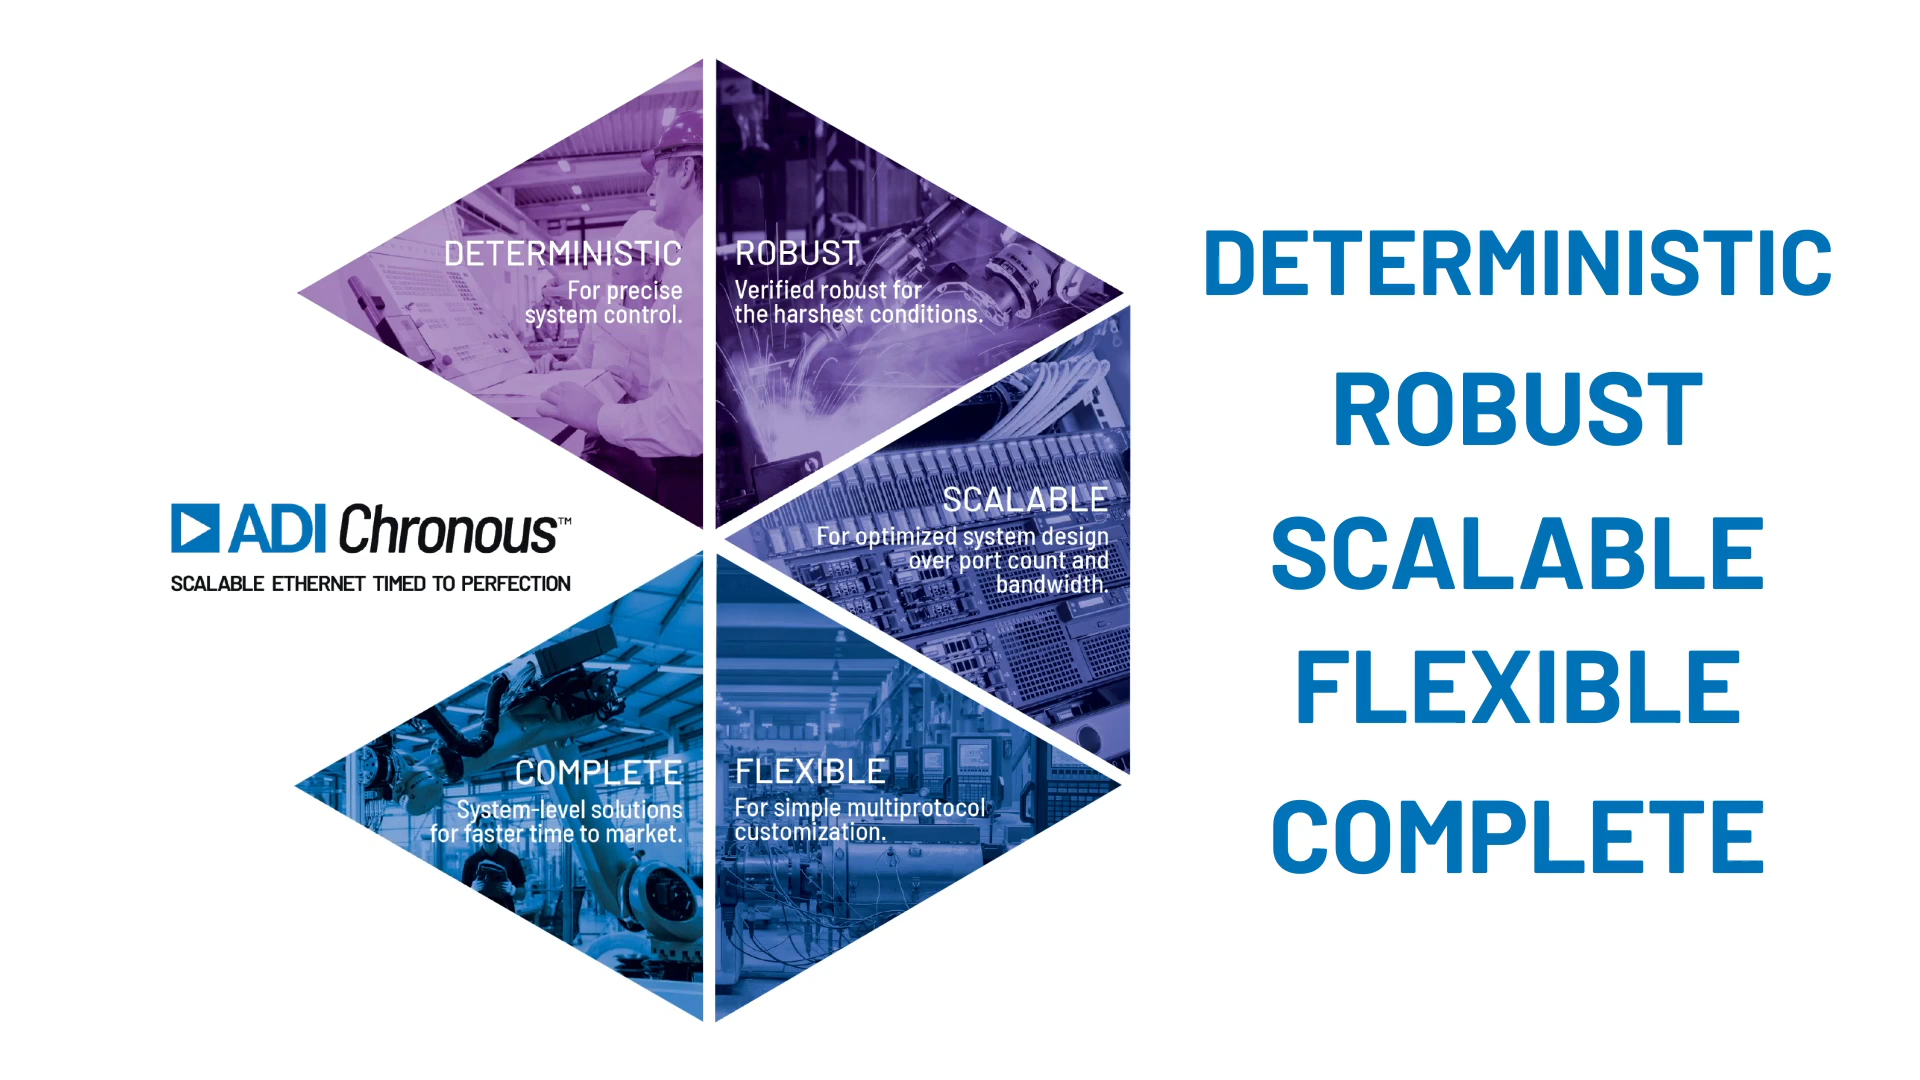 DETERMINISTIC
For precise
system control.
ROBUST
Verified robust for
the harshest conditions.
SCALABLE
For optimized system design
over port count and
bandwidth.
ADI Chronous™
SCALABLE ETHERNET TIMED TO PERFECTION
COMPLETE
System-level solutions
for faster time to market.
FLEXIBLE
For simple multiprotocol
customization.
DETERMINISTIC
ROBUST
SCALABLE
FLEXIBLE
COMPLETE